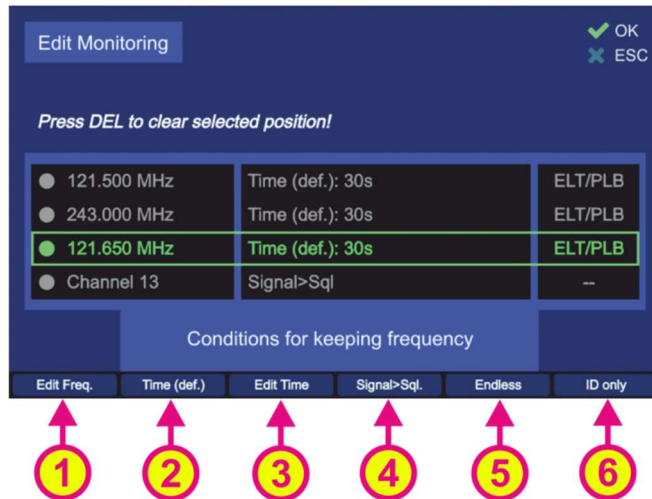 Edit Monitoring
OK
ESC
Press DEL to clear selected position!
121.500 MHz Time (def.): 30s ELT/PLB
243.000 MHz Time (def.): 30s ELT/PLB
121.650 MHz Time (def.): 30s ELT/PLB
Channel 13 Signal>Sql --
Conditions for keeping frequency
Edit Freq. Time (def.) Edit Time Signal>Sql. Endless ID only
1 2 3 4 5 6